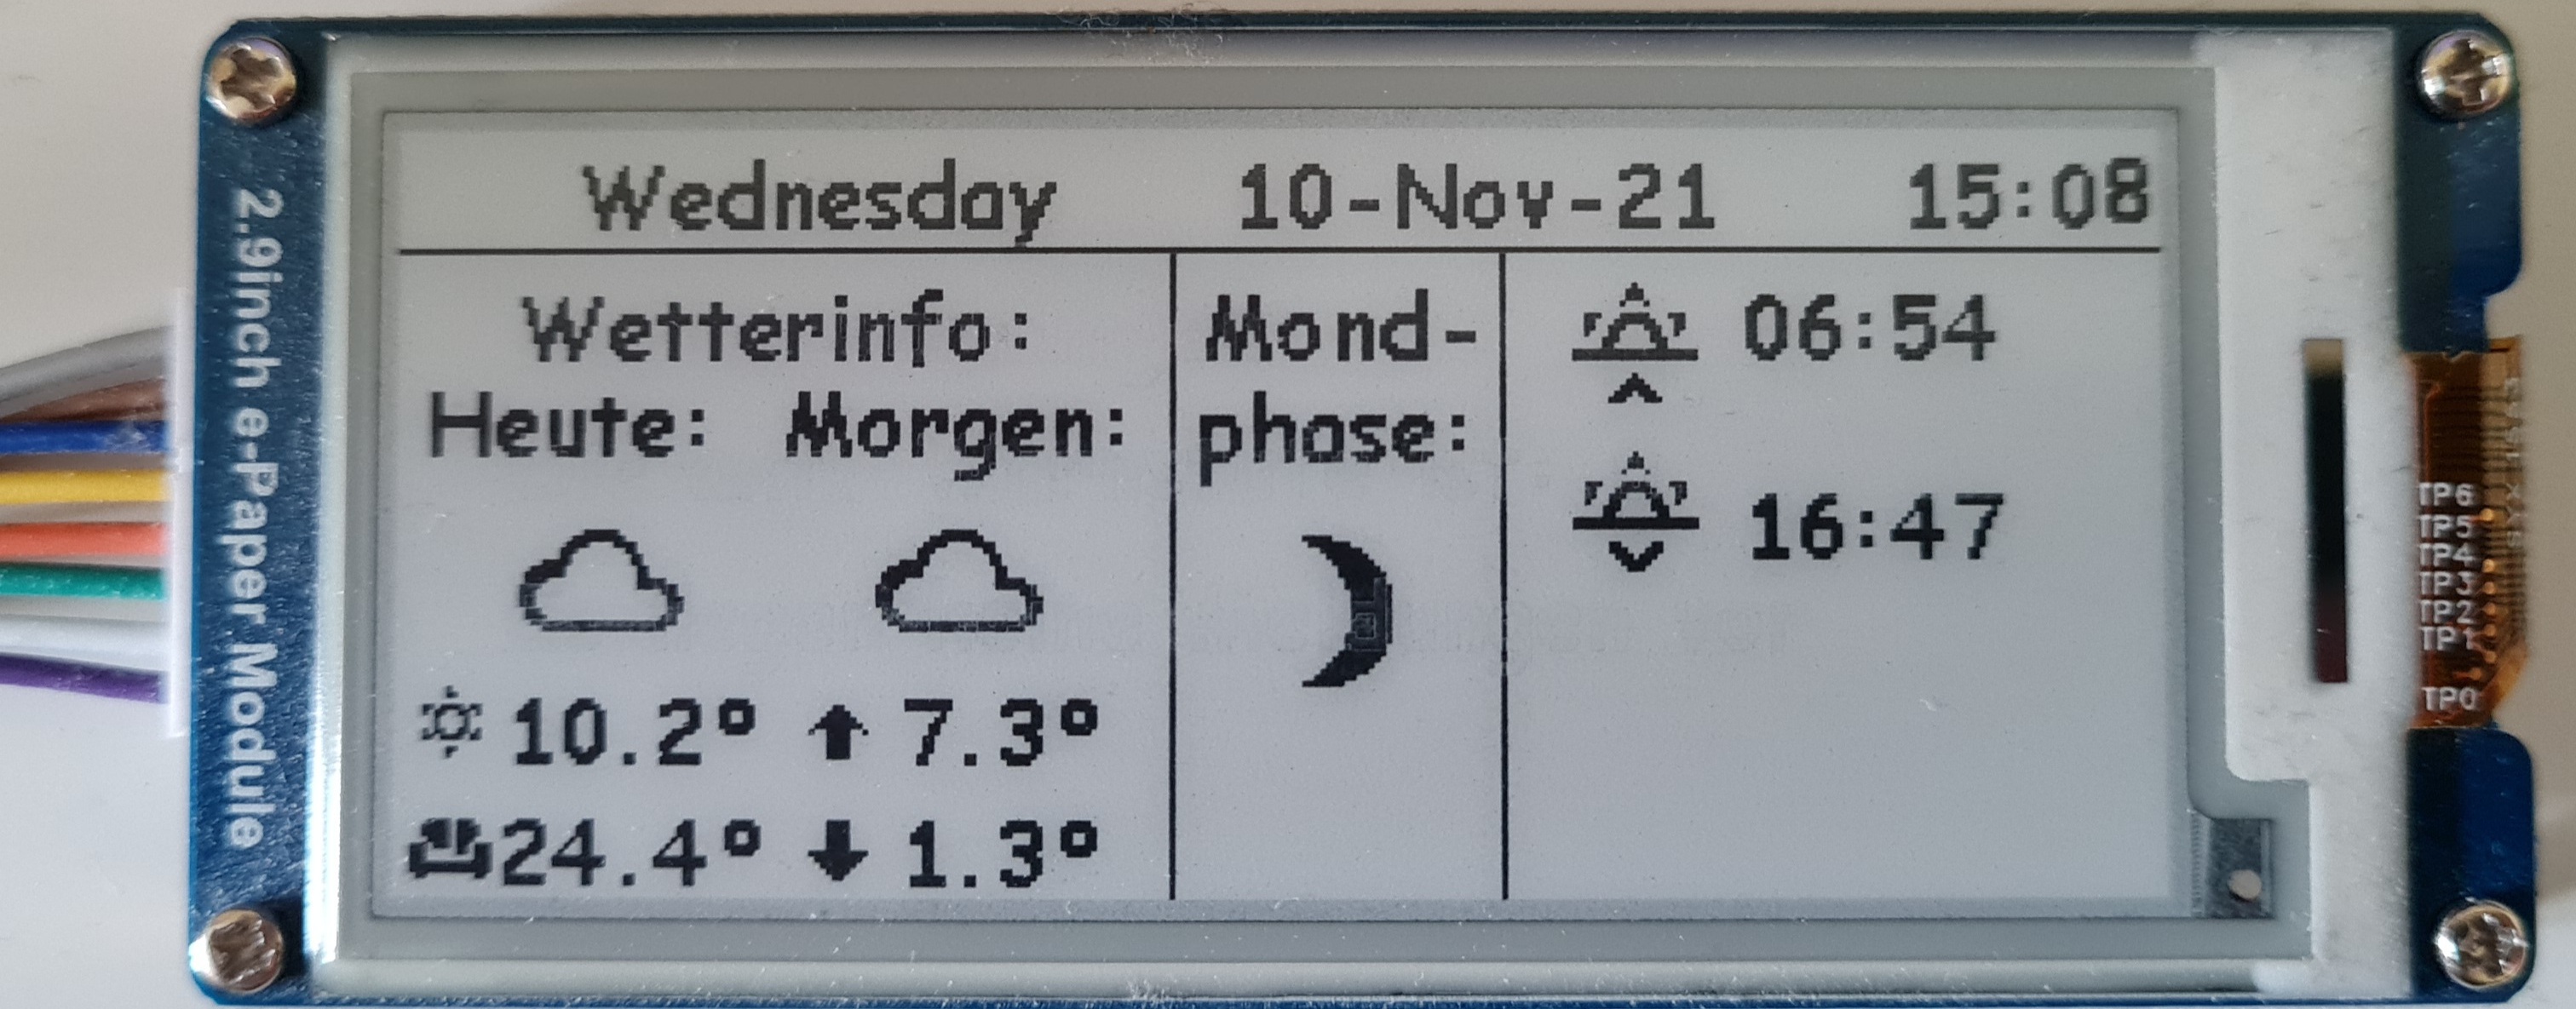 2.9inch e-Paper Module
Wednesday 10-Nov-21 15:08
Wetterinfo:
Heute: Morgen:
10.2° 7.3°
24.4° 1.3°
Mond-
phase:
06:54
16:47
TP6
TP5
TP4
TP3
TP2
TP1
TP0